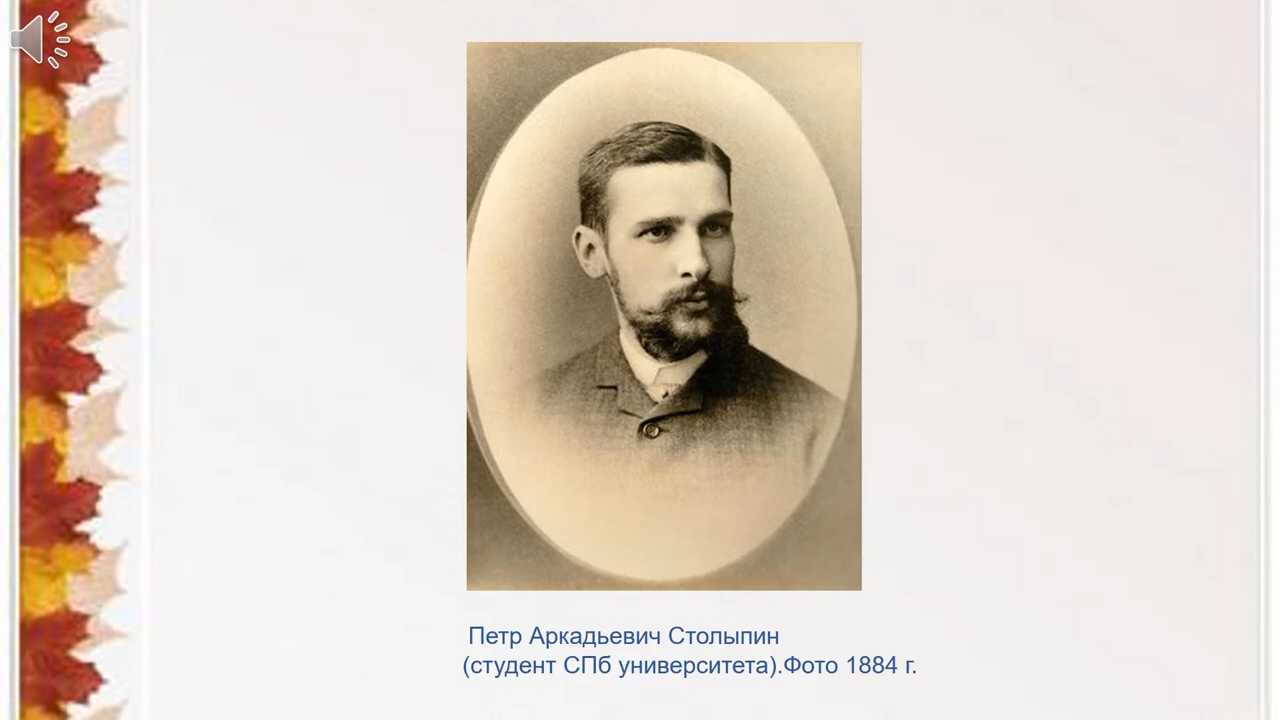 Петр Аркадьевич Столыпин
(студент СПб университета).Фото 1884 г.